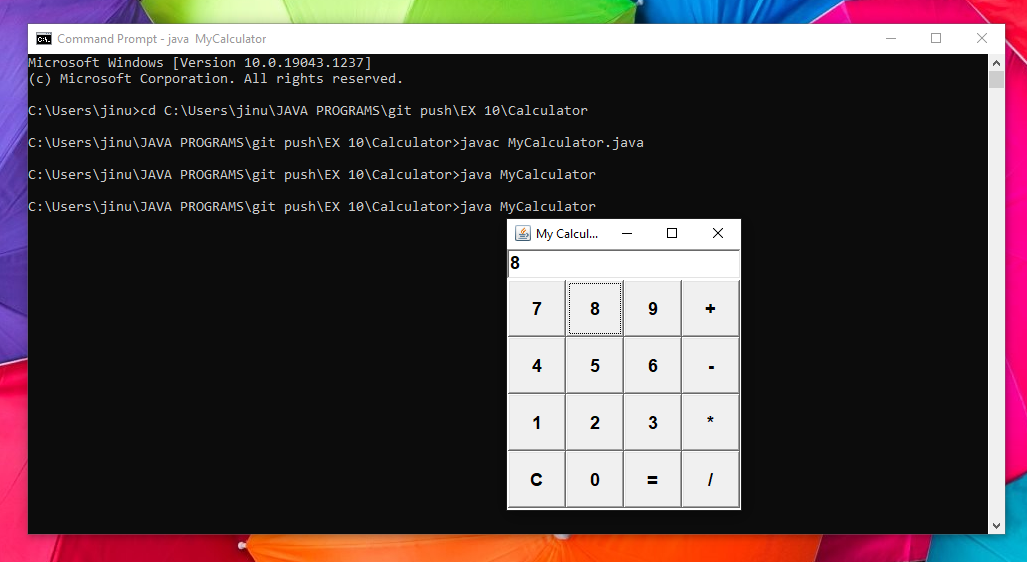 Command Prompt - java  MyCalculator
Microsoft Windows [Version 10.0.19043.1237]
(c) Microsoft Corporation. All rights reserved.
C:\Users\jinu>cd C:\Users\jinu\JAVA PROGRAMS\git push\EX 10\Calculator
C:\Users\jinu\JAVA PROGRAMS\git push\EX 10\Calculator>javac MyCalculator.java
C:\Users\jinu\JAVA PROGRAMS\git push\EX 10\Calculator>java MyCalculator
C:\Users\jinu\JAVA PROGRAMS\git push\EX 10\Calculator>java MyCalculator
My Calcul...
8
7 8 9 +
4 5 6 -
1 2 3 *
C 0 = /